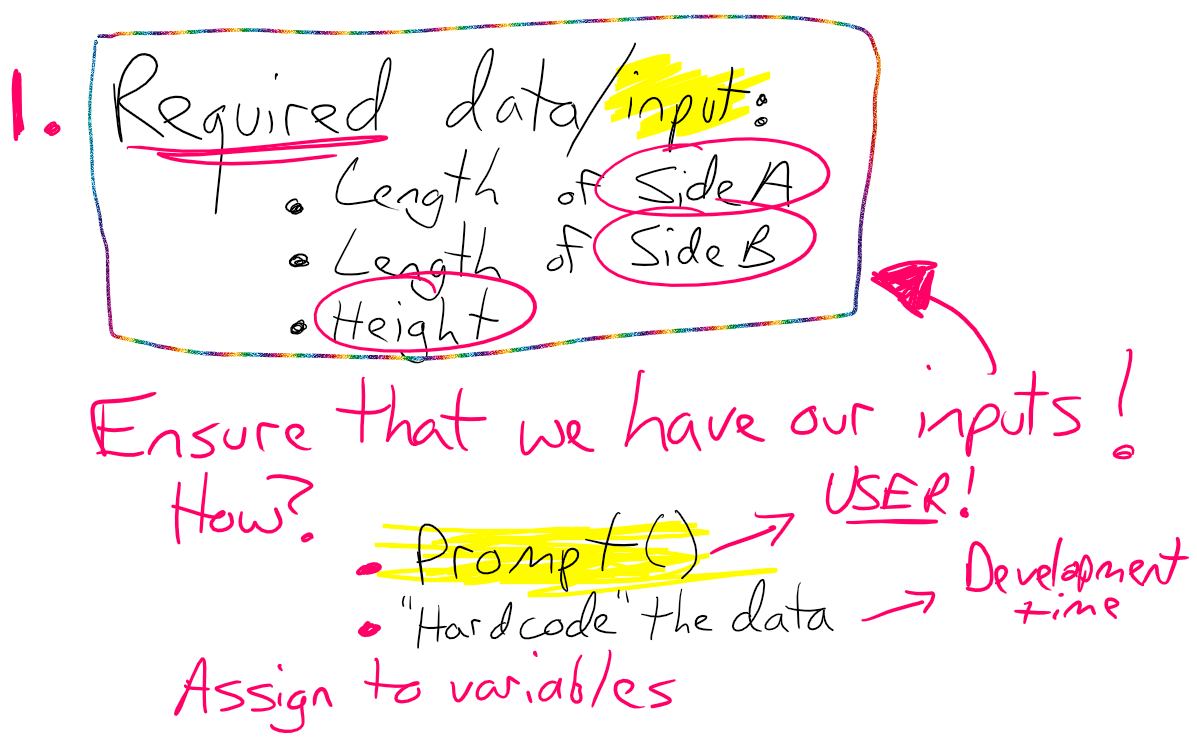 1. Required data/input:
• Length of Side A
• Length of Side B
• Height
Ensure that we have our inputs!
How?
• Prompt() → USER!
• "Hardcode" the data → Development time
Assign to variables